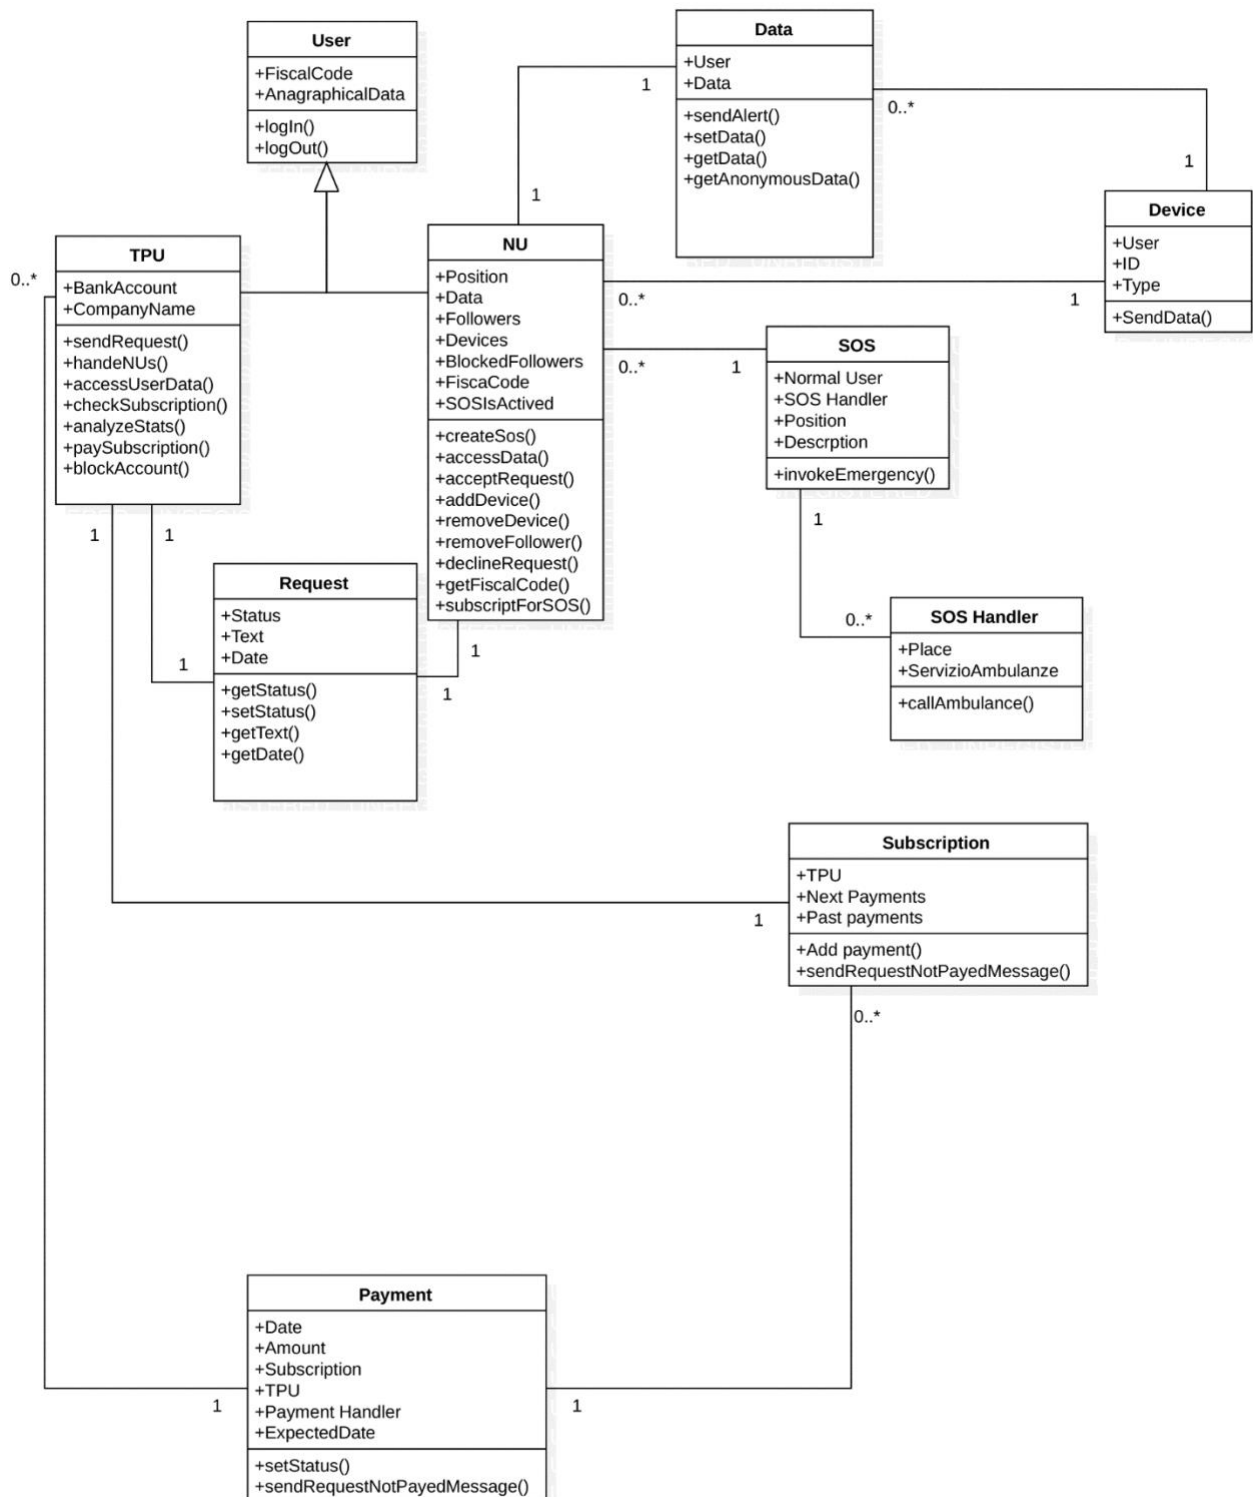 User
+FiscalCode
+AnagraphicalData
+logIn()
+logOut()
Data
+User
+Data
+sendAlert()
+setData()
+getData()
+getAnonymousData()
1
0..*
1
1
Device
+User
+ID
+Type
+SendData()
TPU
+BankAccount
+CompanyName
+sendRequest()
+handeNUs()
+accessUserData()
+checkSubscription()
+analyzeStats()
+paySubscription()
+blockAccount()
0..*
NU
+Position
+Data
+Followers
+Devices
+BlockedFollowers
+FiscaCode
+SOSIsActived
+createSos()
+accessData()
+acceptRequest()
+addDevice()
+removeDevice()
+removeFollower()
+declineRequest()
+getFiscalCode()
+subscriptForSOS()
0..*
1
0..*
1
SOS
+Normal User
+SOS Handler
+Position
+Descrption
+invokeEmergency()
1
0..*
SOS Handler
+Place
+ServizioAmbulanze
+callAmbulance()
1
1
Request
+Status
+Text
+Date
+getStatus()
+setStatus()
+getText()
+getDate()
1
1
1
Subscription
+TPU
+Next Payments
+Past payments
+Add payment()
+sendRequestNotPayedMessage()
1
0..*
Payment
+Date
+Amount
+Subscription
+TPU
+Payment Handler
+ExpectedDate
+setStatus()
+sendRequestNotPayedMessage()
1
1